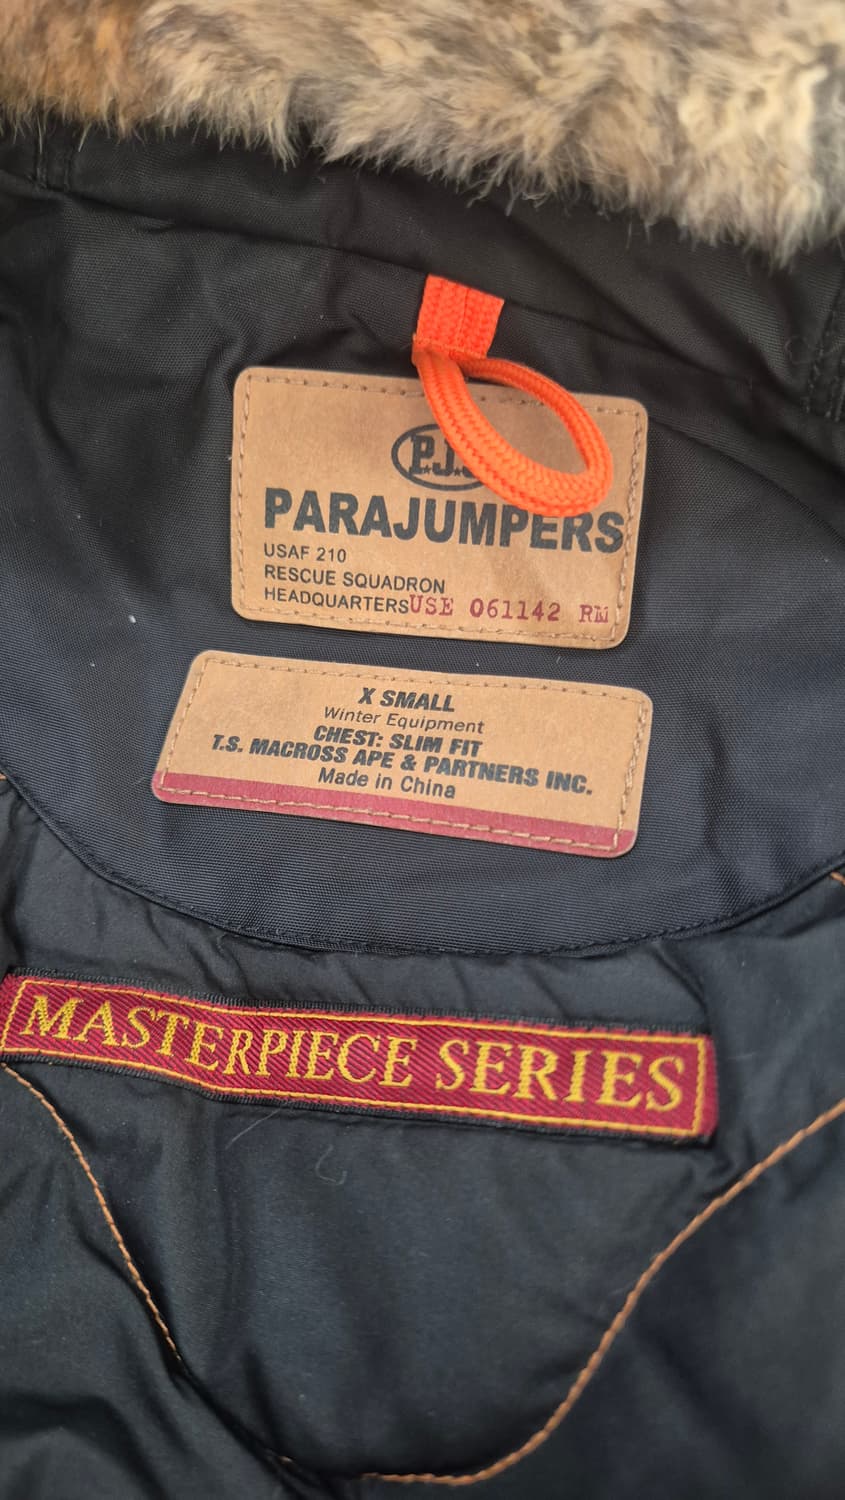 PARAJUMPERS
USAF 210
RESCUE SQUADRON
HEADQUARTERS USE 061142 RM
X SMALL
Winter Equipment
CHEST: SLIM FIT
T.S. MACROSS APE & PARTNERS INC.
Made in China
MASTERPIECE SERIES